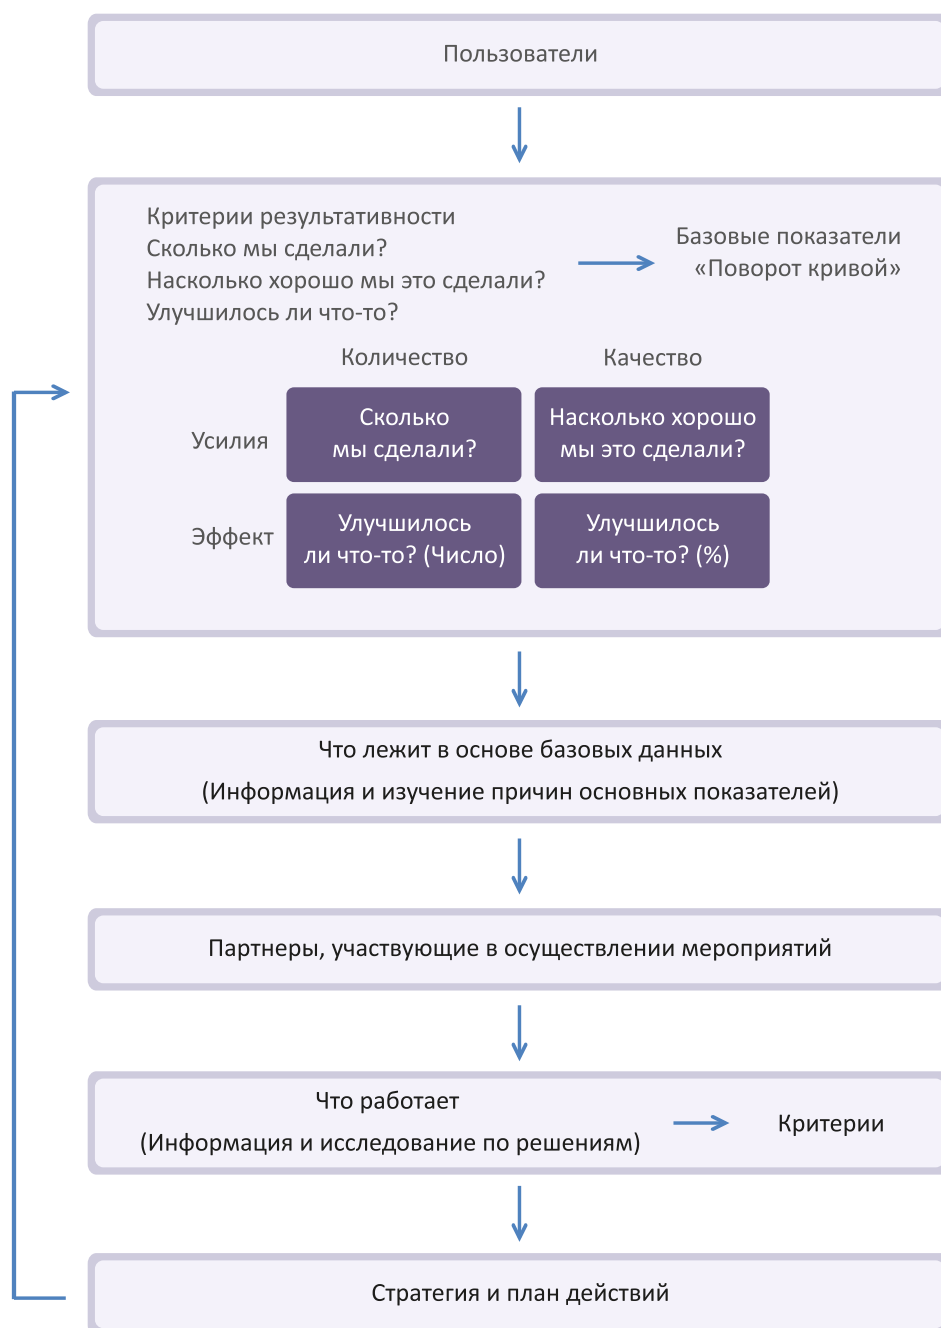 Пользователи
Критерии результативности
Сколько мы сделали?
Насколько хорошо мы это сделали?
Улучшилось ли что-то?
Базовые показатели
«Поворот кривой»
Количество
Качество
Усилия
Сколько
мы сделали?
Насколько хорошо
мы это сделали?
Эффект
Улучшилось
ли что-то? (Число)
Улучшилось
ли что-то? (%)
Что лежит в основе базовых данных
(Информация и изучение причин основных показателей)
Партнеры, участвующие в осуществлении мероприятий
Что работает
(Информация и исследование по решениям)
Критерии
Стратегия и план действий